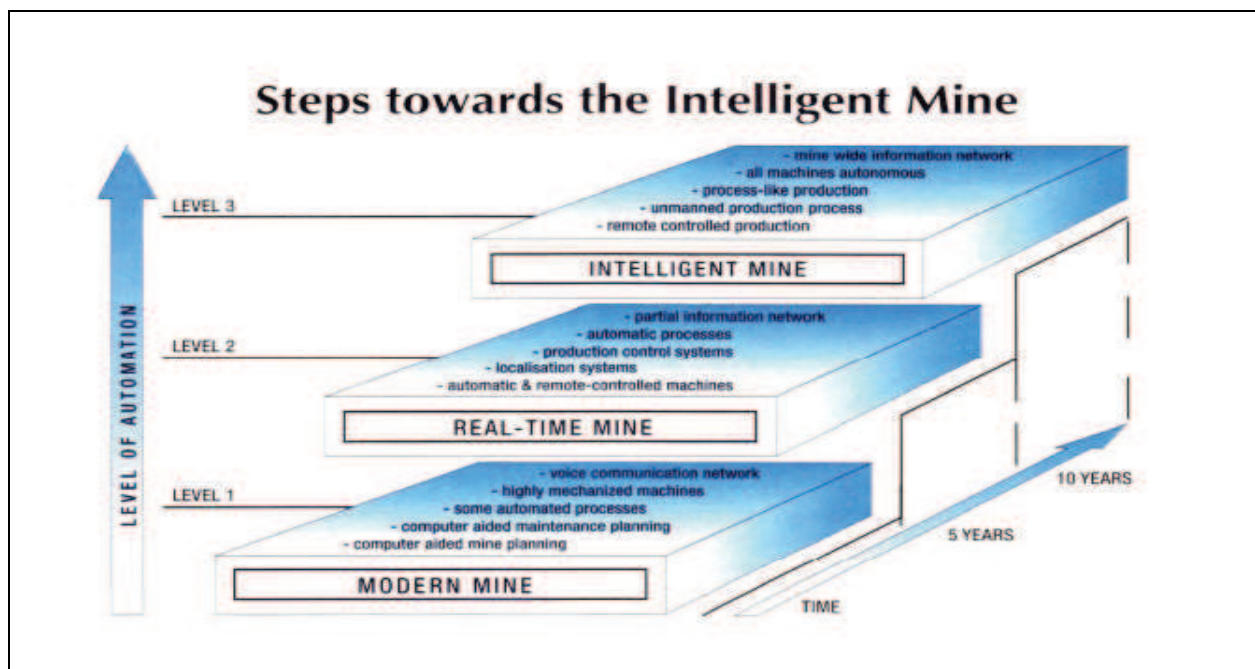 Steps towards the Intelligent Mine
- mine wide information network
- all machines autonomous
- process-like production
- unmanned production process
- remote controlled production
LEVEL 3
INTELLIGENT MINE
- partial information network
- automatic processes
- production control systems
- localisation systems
- automatic & remote-controlled machines
LEVEL 2
REAL-TIME MINE
- voice communication network
- highly mechanized machines
- some automated processes
- computer aided maintenance planning
- computer aided mine planning
LEVEL 1
MODERN MINE
LEVEL OF AUTOMATION
10 YEARS
5 YEARS
TIME